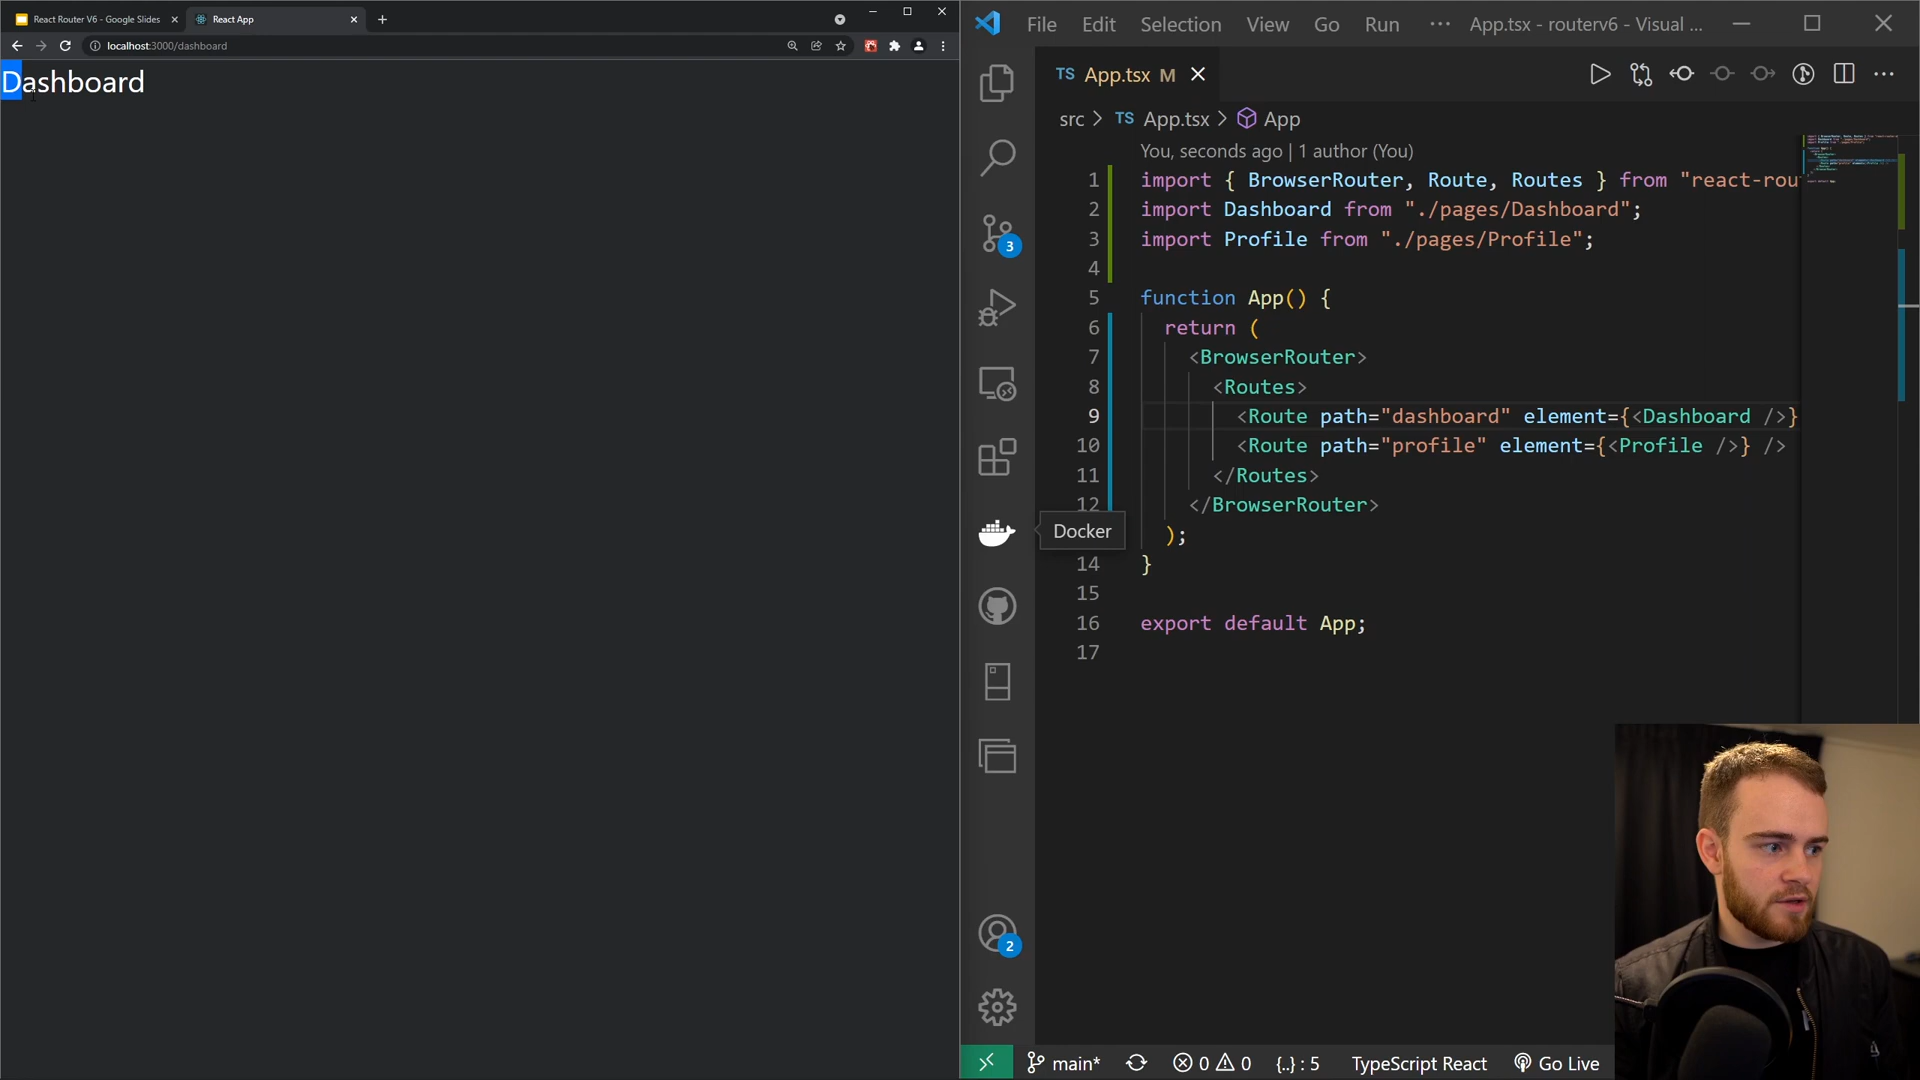 React Router V6 - Google Slides
React App
localhost:3000/dashboard
Dashboard
File Edit Selection View Go Run App.tsx - routerv6 - Visual ...
TS App.tsx M
src > TS App.tsx > App
You, seconds ago | 1 author (You)
1 import { BrowserRouter, Route, Routes } from "react-rou
2 import Dashboard from "./pages/Dashboard";
3 import Profile from "./pages/Profile";
4
5 function App() {
6 return (
7 <BrowserRouter>
8 <Routes>
9 <Route path="dashboard" element={<Dashboard />}
10 <Route path="profile" element={<Profile />} />
11 </Routes>
12 </BrowserRouter>
);
14 }
15
16 export default App;
17
3
Docker
2
main* 0 0 {..} : 5 TypeScript React Go Live